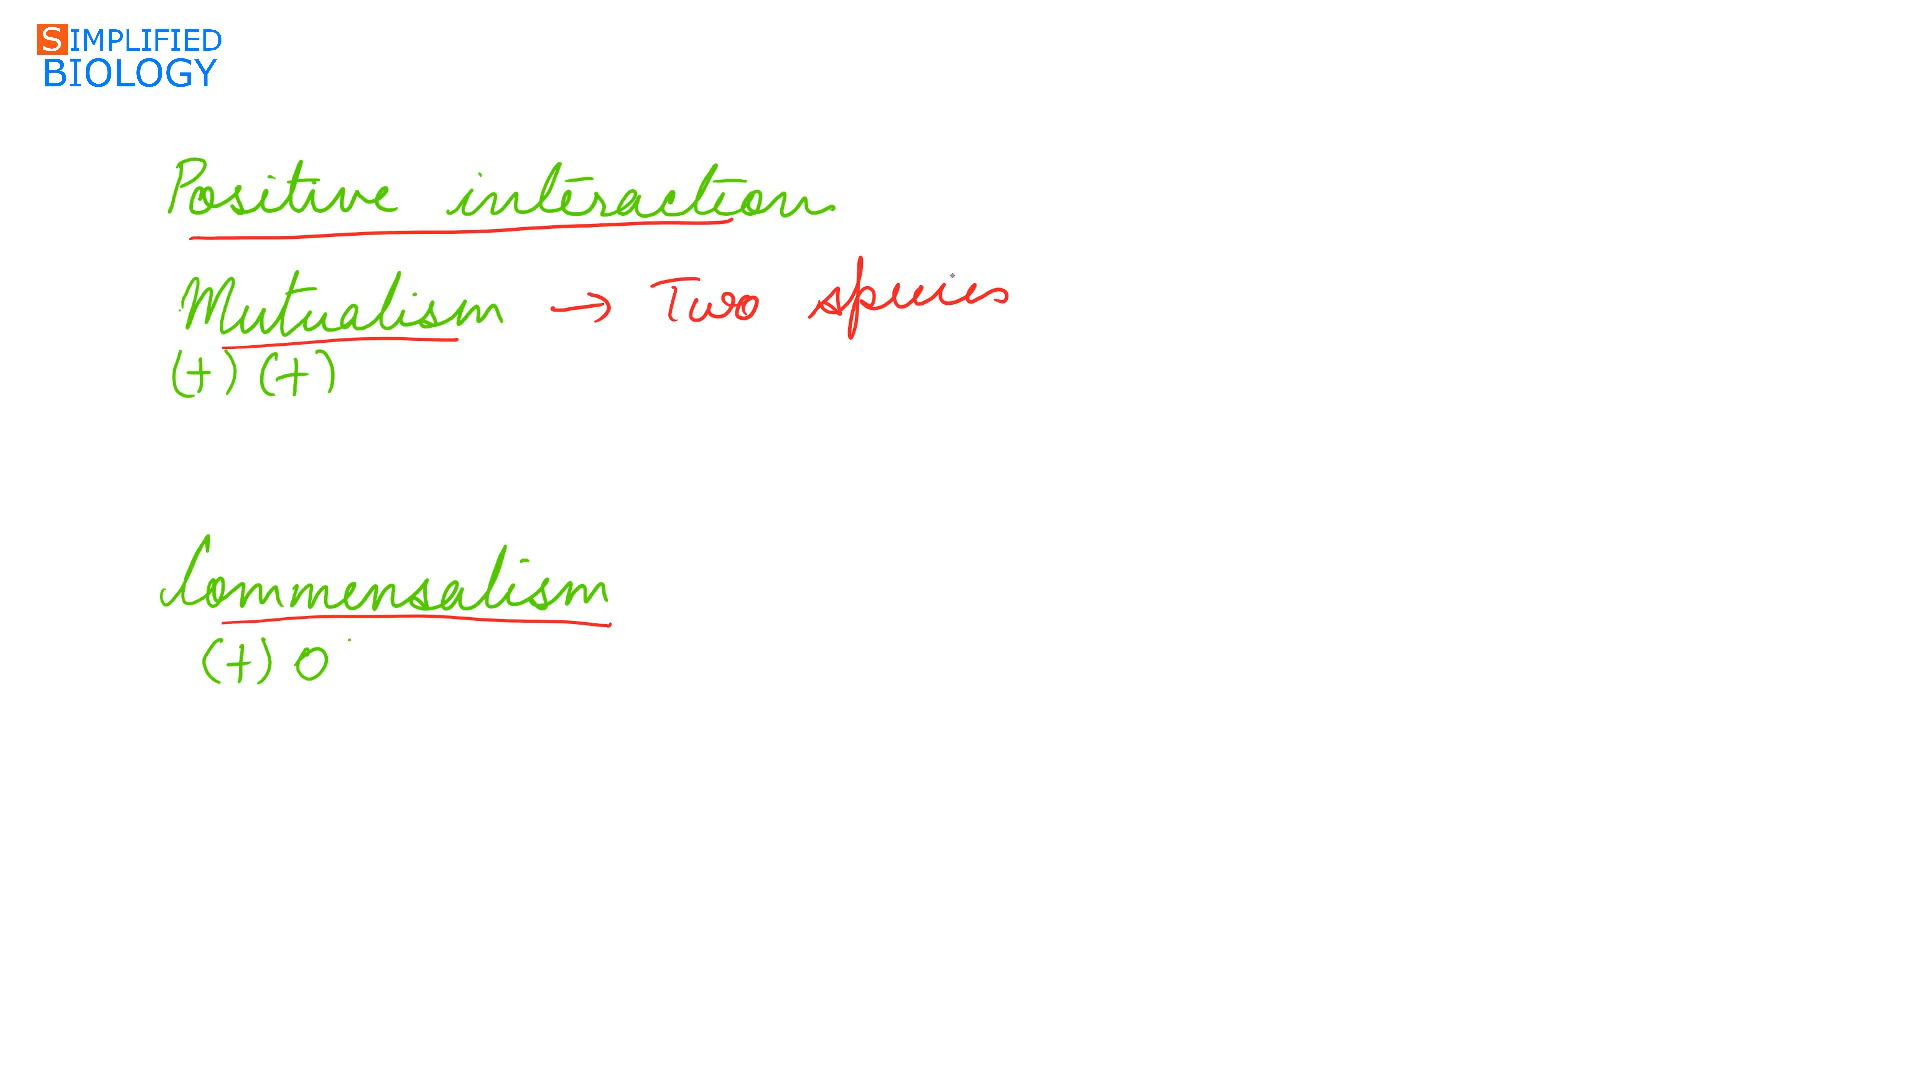 SIMPLIFIED
BIOLOGY
Positive interaction
Mutualism → Two species
(+) (+)
Commensalism
(+) 0